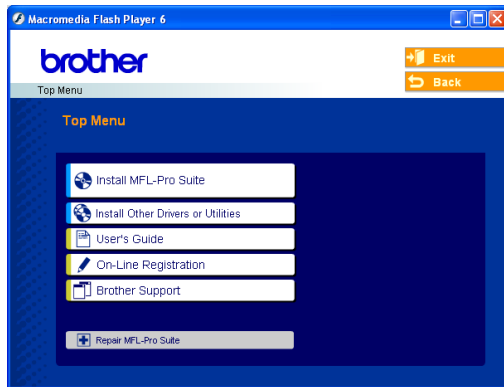 Macromedia Flash Player 6
brother
Exit
Back
Top Menu
Top Menu
Install MFL-Pro Suite
Install Other Drivers or Utilities
User's Guide
On-Line Registration
Brother Support
Repair MFL-Pro Suite